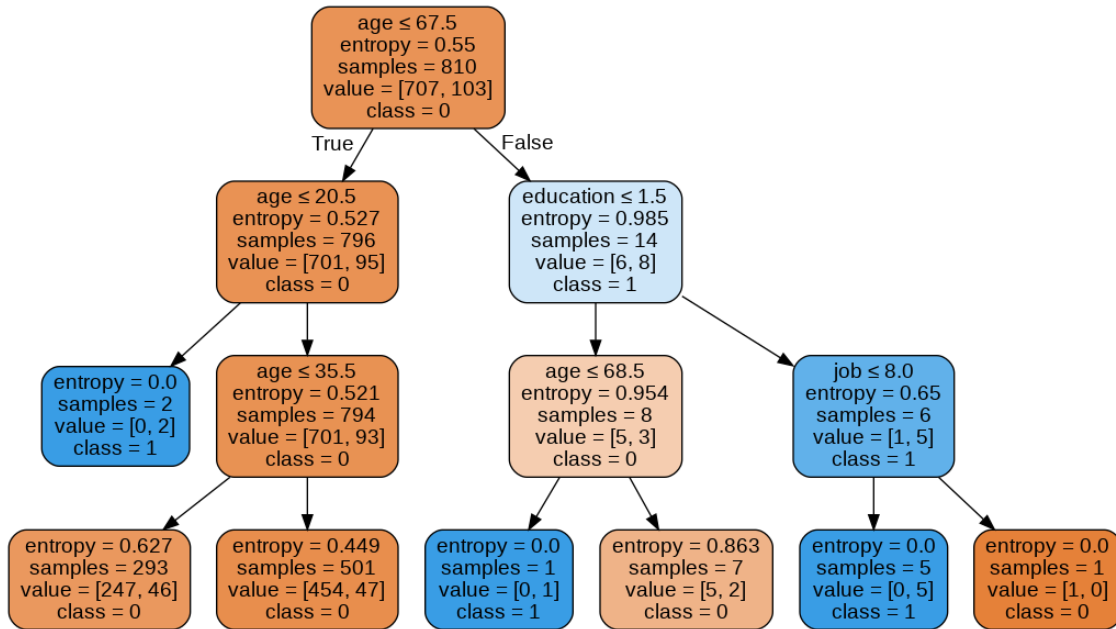 age ≤ 67.5
entropy = 0.55
samples = 810
value = [707, 103]
class = 0
True
False
age ≤ 20.5
entropy = 0.527
samples = 796
value = [701, 95]
class = 0
education ≤ 1.5
entropy = 0.985
samples = 14
value = [6, 8]
class = 1
entropy = 0.0
samples = 2
value = [0, 2]
class = 1
age ≤ 35.5
entropy = 0.521
samples = 794
value = [701, 93]
class = 0
age ≤ 68.5
entropy = 0.954
samples = 8
value = [5, 3]
class = 0
job ≤ 8.0
entropy = 0.65
samples = 6
value = [1, 5]
class = 1
entropy = 0.627
samples = 293
value = [247, 46]
class = 0
entropy = 0.449
samples = 501
value = [454, 47]
class = 0
entropy = 0.0
samples = 1
value = [0, 1]
class = 1
entropy = 0.863
samples = 7
value = [5, 2]
class = 0
entropy = 0.0
samples = 5
value = [0, 5]
class = 1
entropy = 0.0
samples = 1
value = [1, 0]
class = 0